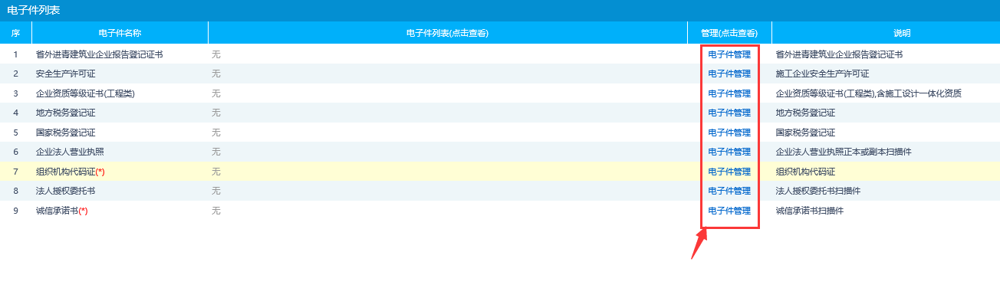 电子件列表
序 电子件名称 电子件列表(点击查看) 管理(点击查看) 说明
1 省外进青建筑业企业报告登记证书 无 电子件管理 省外进青建筑业企业报告登记证书
2 安全生产许可证 无 电子件管理 施工企业安全生产许可证
3 企业资质等级证书(工程类) 无 电子件管理 企业资质等级证书(工程类),含施工设计一体化资质
4 地方税务登记证 无 电子件管理 地方税务登记证
5 国家税务登记证 无 电子件管理 国家税务登记证
6 企业法人营业执照 无 电子件管理 企业法人营业执照正本或副本扫描件
7 组织机构代码证(*) 无 电子件管理 组织机构代码证
8 法人授权委托书 无 电子件管理 法人授权委托书扫描件
9 诚信承诺书(*) 无 电子件管理 诚信承诺书扫描件